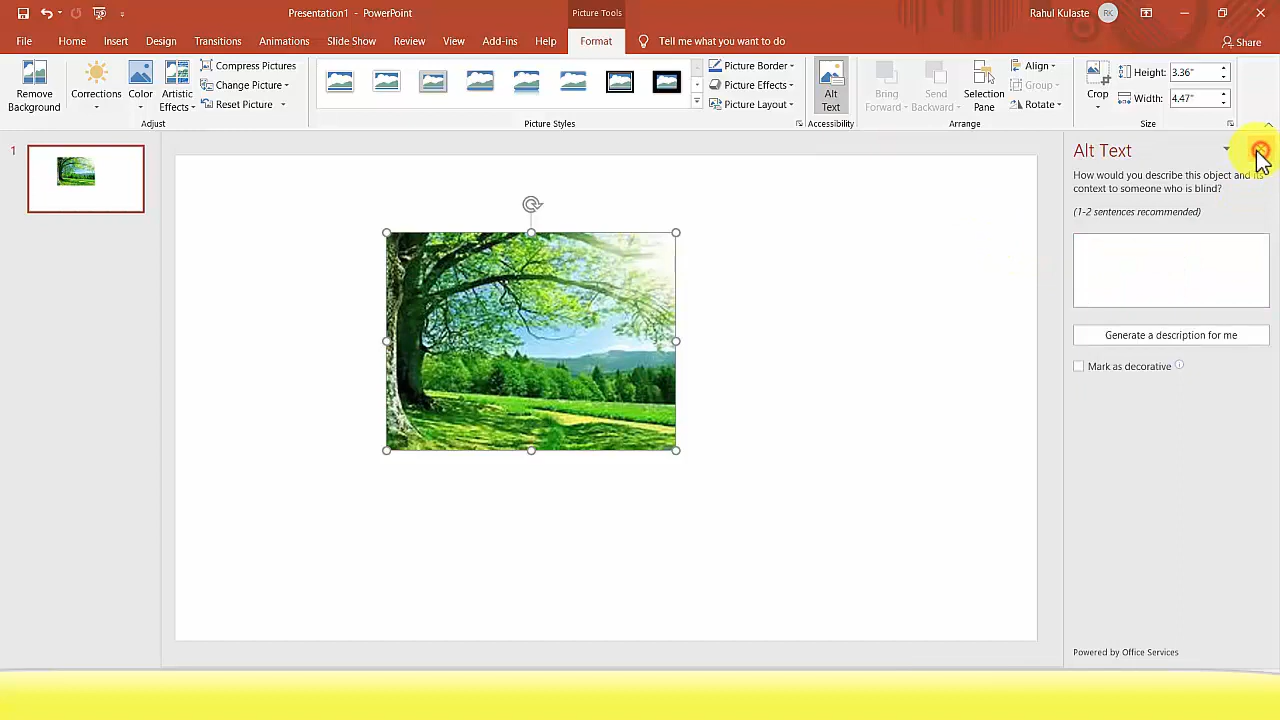 Presentation1 - PowerPoint
Picture Tools
Rahul Kulaste
RK
File
Home
Insert
Design
Transitions
Animations
Slide Show
Review
View
Add-ins
Help
Format
Tell me what you want to do
Share
Remove
Background
Corrections
Color
Artistic
Effects
Compress Pictures
Change Picture
Reset Picture
Adjust
Picture Styles
Picture Border
Picture Effects
Picture Layout
Alt
Text
Accessibility
Bring
Forward
Send
Backward
Selection
Pane
Align
Group
Rotate
Arrange
Crop
Height:
3.36"
Width:
4.47"
Size
1
Alt Text
How would you describe this object and its
context to someone who is blind?
(1-2 sentences recommended)
Generate a description for me
Mark as decorative
Powered by Office Services